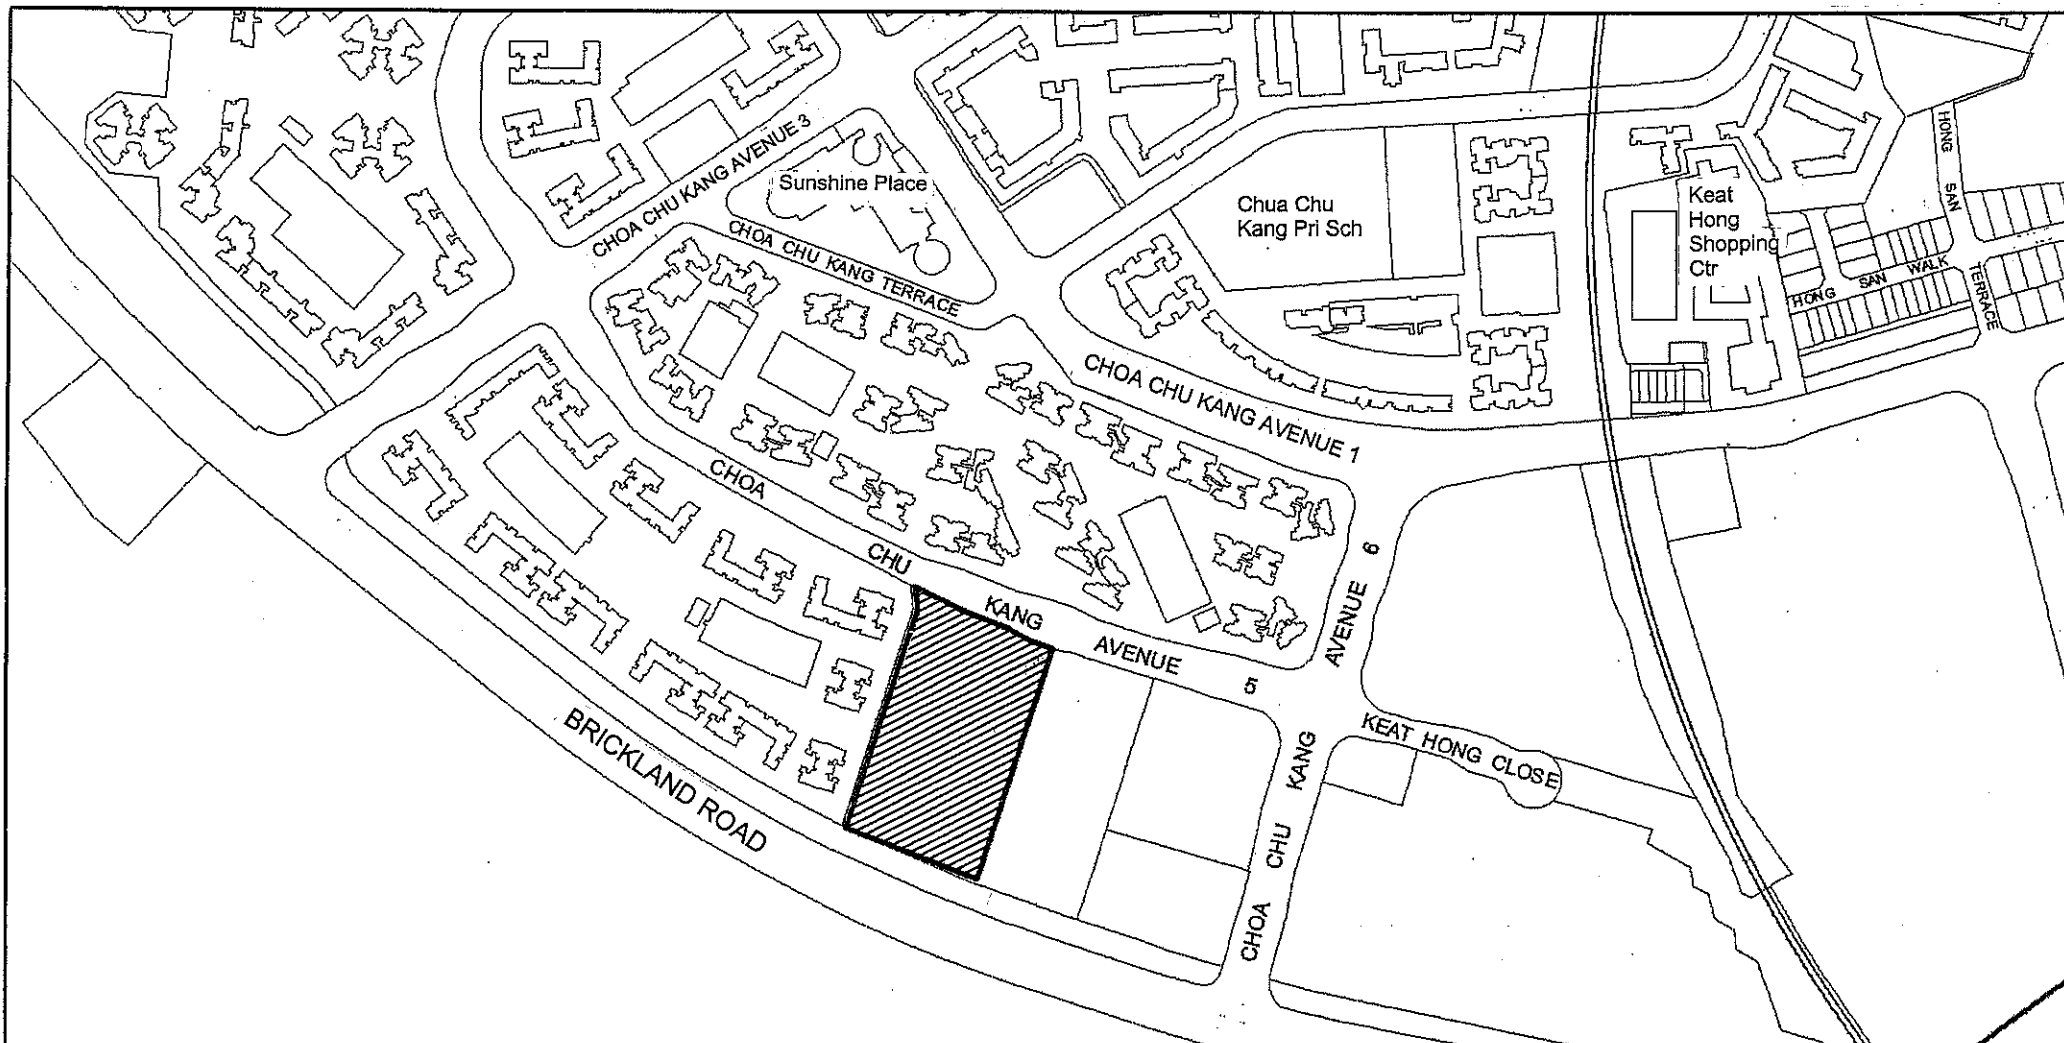 CHOA CHU KANG AVENUE 3
Sunshine Place
CHOA CHU KANG TERRACE
Chua Chu
Kang Pri Sch
Keat
Hong
Shopping
Ctr
HONG SAN TERRACE
HONG SAN WALK
CHOA CHU KANG AVENUE 1
CHOA CHU KANG AVENUE 5
CHOA CHU KANG AVENUE 6
KEAT HONG CLOSE
BRICKLAND ROAD